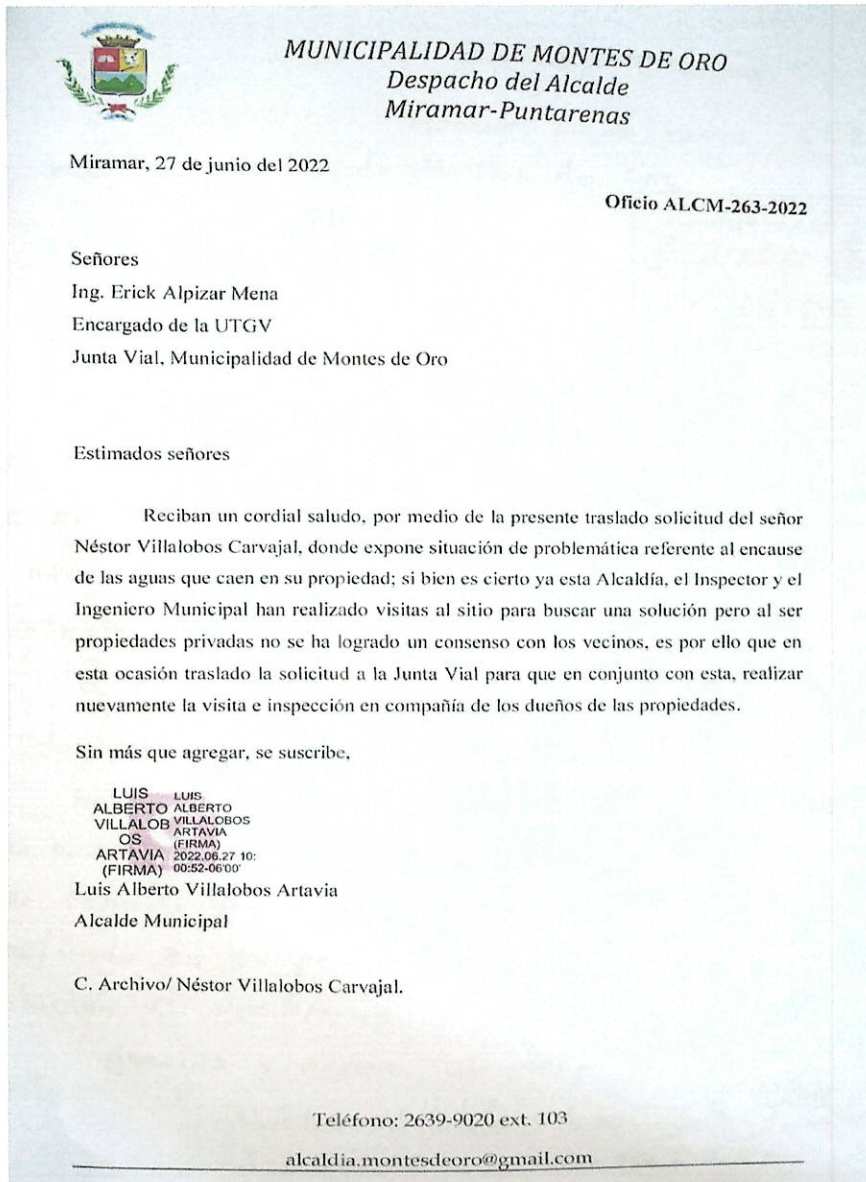 MUNICIPALIDAD DE MONTES DE ORO
Despacho del Alcalde
Miramar-Puntarenas
Miramar, 27 de junio del 2022
Oficio ALCM-263-2022
Señores
Ing. Erick Alpizar Mena
Encargado de la UTGV
Junta Vial, Municipalidad de Montes de Oro
Estimados señores
Reciban un cordial saludo, por medio de la presente traslado solicitud del señor
Néstor Villalobos Carvajal, donde expone situación de problemática referente al encause
de las aguas que caen en su propiedad; si bien es cierto ya esta Alcaldía, el Inspector y el
Ingeniero Municipal han realizado visitas al sitio para buscar una solución pero al ser
propiedades privadas no se ha logrado un consenso con los vecinos, es por ello que en
esta ocasión traslado la solicitud a la Junta Vial para que en conjunto con esta, realizar
nuevamente la visita e inspección en compañía de los dueños de las propiedades.
Sin más que agregar, se suscribe,
LUIS
ALBERTO
VILLALOB
OS
ARTAVIA
(FIRMA)
LUIS
ALBERTO
VILLALOBOS
ARTAVIA
(FIRMA)
2022.06.27 10:
00:52-06'00'
Luis Alberto Villalobos Artavia
Alcalde Municipal
C. Archivo/ Néstor Villalobos Carvajal.
Teléfono: 2639-9020 ext. 103
alcaldia.montesdeoro@gmail.com